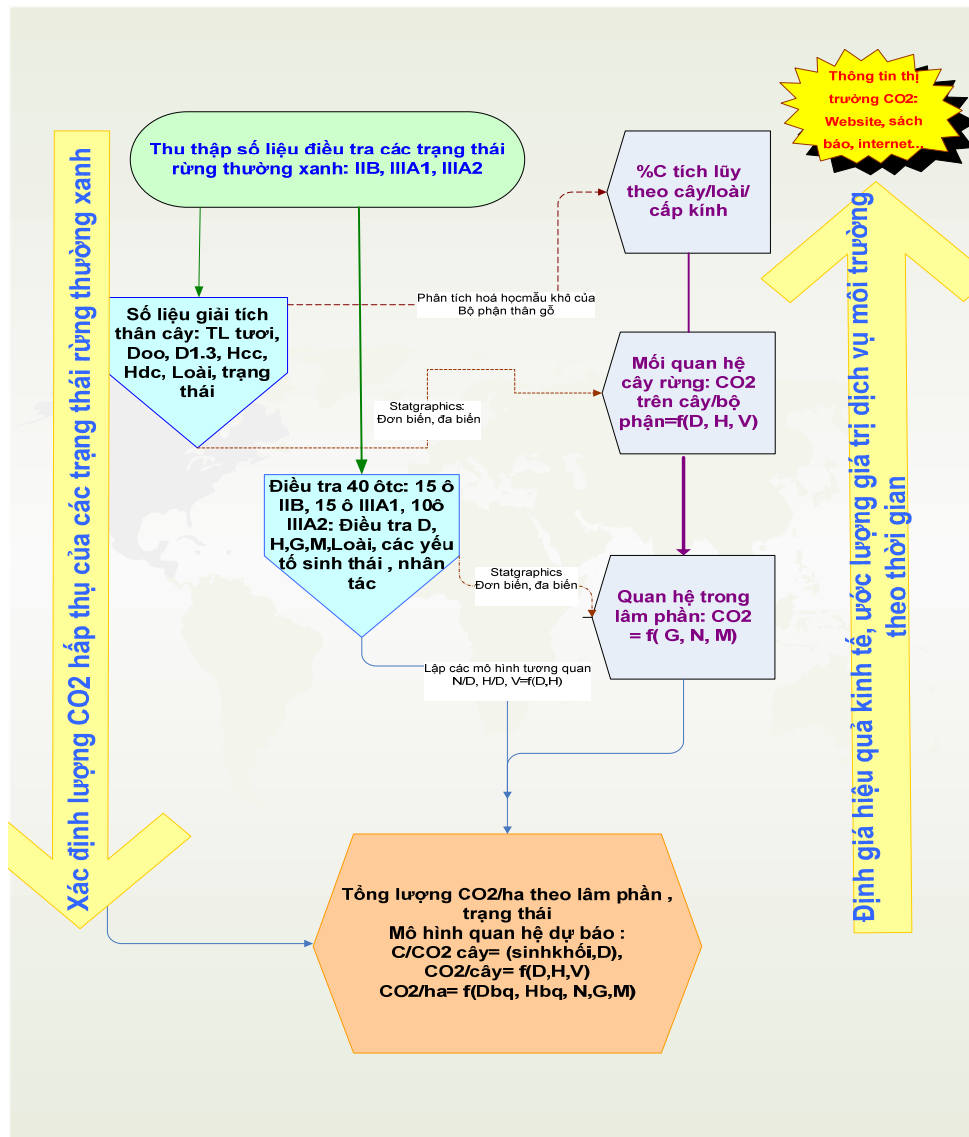 Thông tin thị
trường CO2:
Website, sách
báo, internet...
Thu thập số liệu điều tra các trạng thái
rừng thường xanh: IIB, IIIA1, IIIA2
%C tích lũy
theo cây/loài/
cấp kính
Xác định lượng CO2 hấp thụ của các trạng thái rừng thường xanh
Định giá hiệu quả kinh tế, ước lượng giá trị dịch vụ môi trường
theo thời gian
Phân tích hoá họcmẫu khô của
Bộ phận thân gỗ
Số liệu giải tích
thân cây: TL tươi,
Doo, D1.3, Hcc,
Hdc, Loài, trạng
thái
Mối quan hệ
cây rừng: CO2
trên cây/bộ
phận=f(D, H, V)
Statgraphics:
Đơn biến, đa biến
Điều tra 40 ôtc: 15 ô
IIB, 15 ô IIIA1, 10ô
IIIA2: Điều tra D,
H,G,M,Loài, các yếu
tố sinh thái , nhân
tác
Statgraphics
Đơn biến, đa biến
Quan hệ trong
lâm phần: CO2
= f( G, N, M)
Lập các mô hình tương quan
N/D, H/D, V=f(D,H)
Tổng lượng CO2/ha theo lâm phần ,
trạng thái
Mô hình quan hệ dự báo :
C/CO2 cây= (sinhkhối,D),
CO2/cây= f(D,H,V)
CO2/ha= f(Dbq, Hbq, N,G,M)